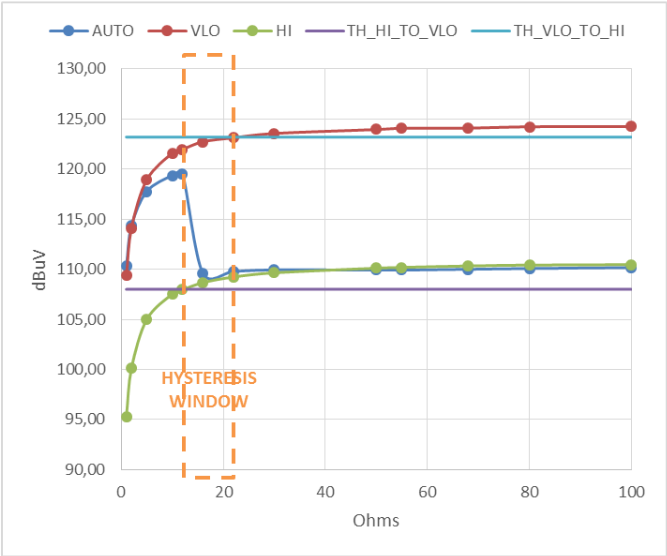 AUTO VLO HI TH_HI_TO_VLO TH_VLO_TO_HI
130,00
125,00
120,00
115,00
110,00
105,00
100,00
95,00
90,00
dBuV
HYSTERESIS
WINDOW
0 20 40 60 80 100
Ohms